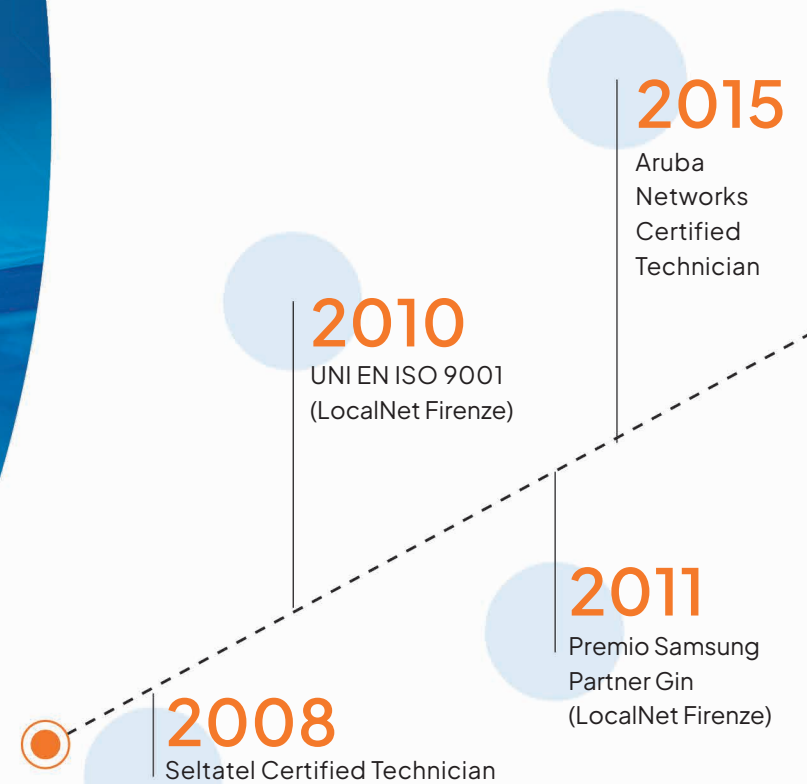 2015
Aruba
Networks
Certified
Technician
2010
UNI EN ISO 9001
(LocalNet Firenze)
2011
Premio Samsung
Partner Gin
(LocalNet Firenze)
2008
Seltatel Certified Technician